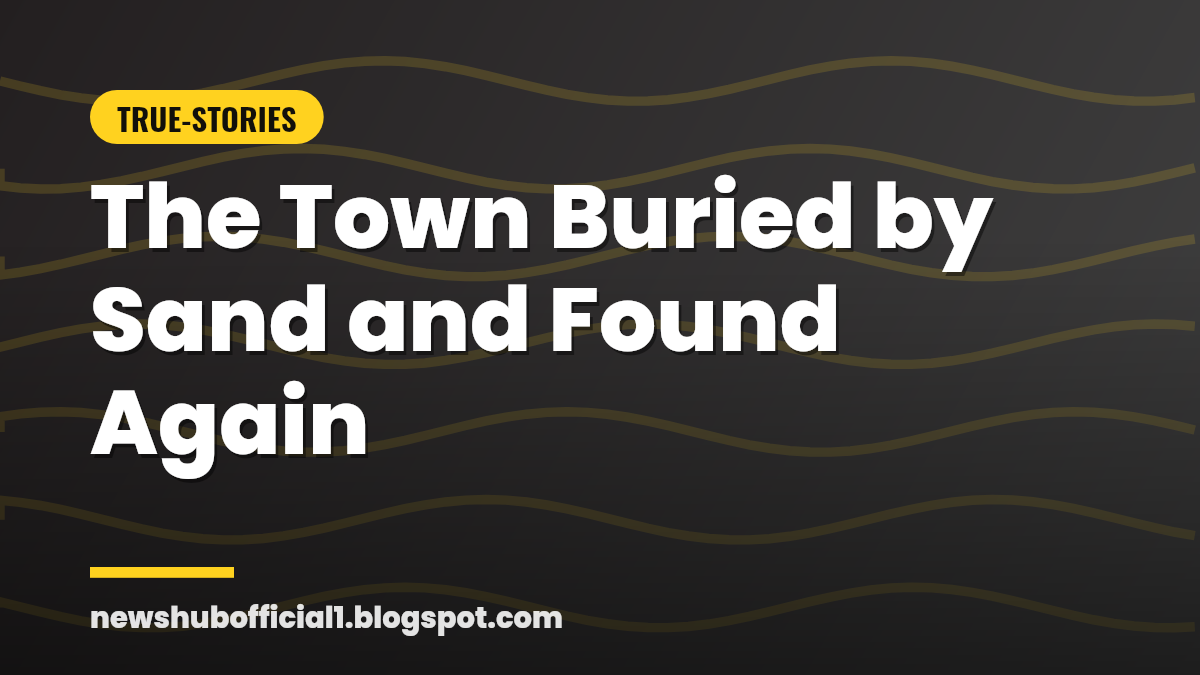 TRUE-STORIES
The Town Buried by
Sand and Found
Again
newshubofficial1.blogspot.com